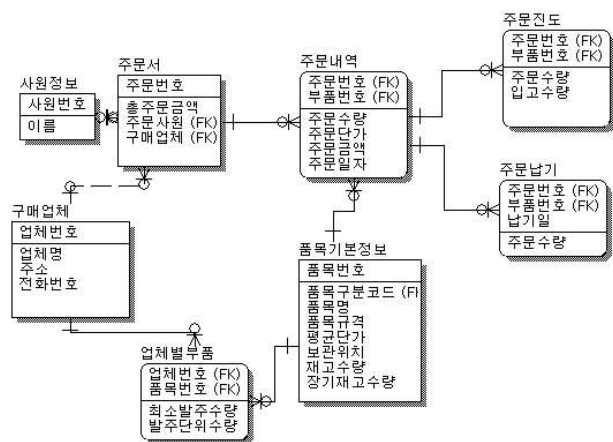 사원정보
사원번호
이름
주문서
주문번호
총주문금액
주문사원 (FK)
구매업체 (FK)
주문내역
주문번호 (FK)
부품번호 (FK)
주문수량
주문단가
주문금액
주문일자
주문진도
주문번호 (FK)
부품번호 (FK)
주문수량
입고수량
주문납기
주문번호 (FK)
부품번호 (FK)
납기일
주문수량
구매업체
업체번호
업체명
주소
전화번호
품목기본정보
품목번호
품목구분코드 (FK
품목명
품목규격
평균단가
보관위치
재고수량
장기재고수량
업체별부품
업체번호 (FK)
품목번호 (FK)
최소발주수량
발주단위수량